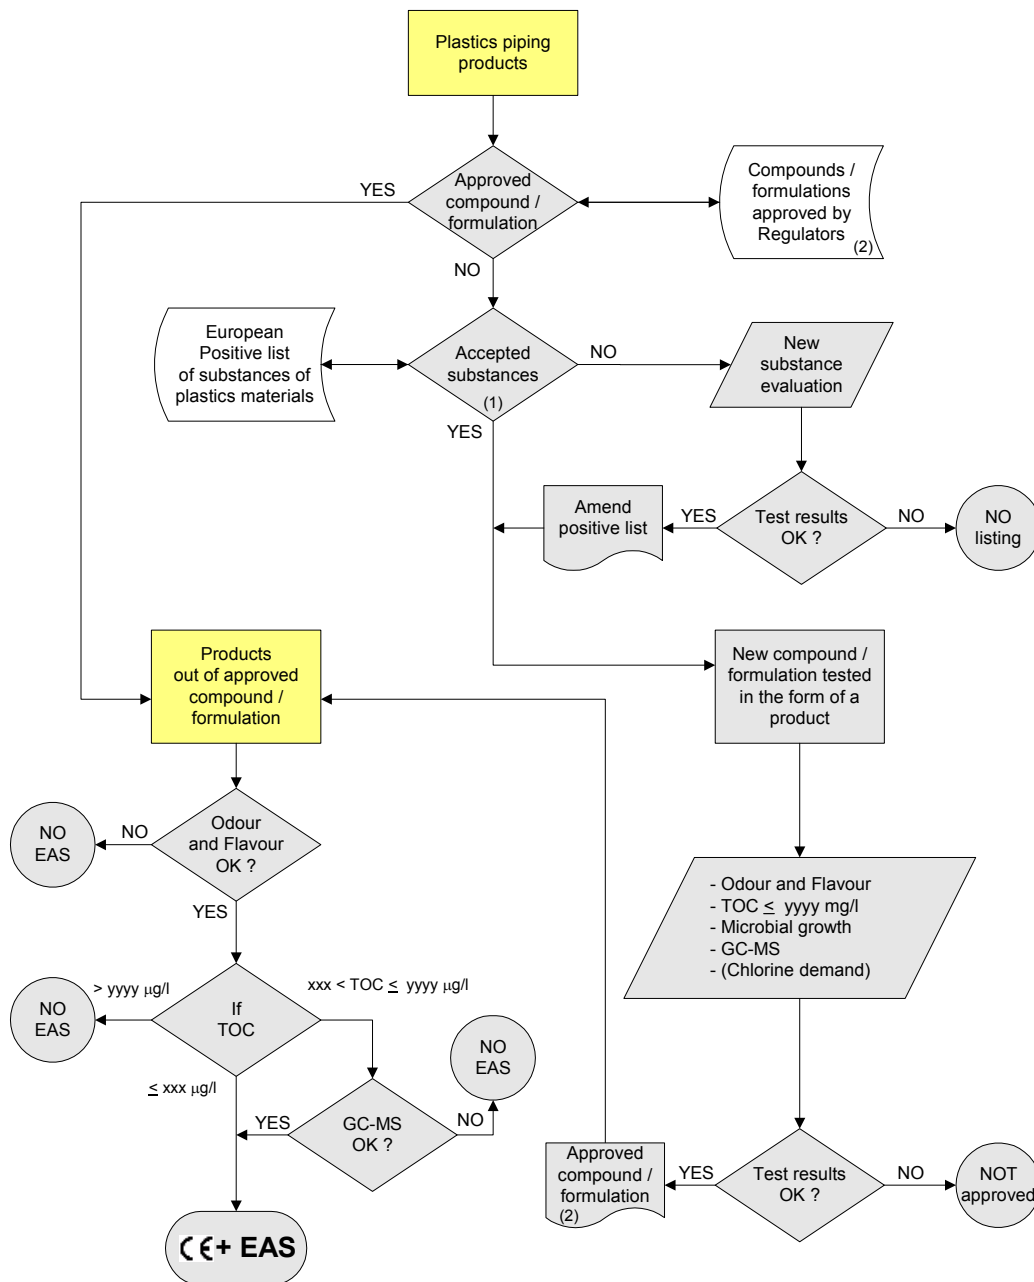 Plastics piping
products
YES
Approved
compound /
formulation
Compounds /
formulations
approved by
Regulators
(2)
NO
European
Positive list
of substances of
plastics materials
Accepted
substances
(1)
NO
New
substance
evaluation
YES
Amend
positive list
YES
Test results
OK ?
NO
NO
listing
Products
out of approved
compound /
formulation
New compound /
formulation tested
in the form of a
product
NO
EAS
NO
Odour
and Flavour
OK ?
YES
- Odour and Flavour
- TOC ≤ yyyy mg/l
- Microbial growth
- GC-MS
- (Chlorine demand)
NO
EAS
> yyyy µg/l
If
TOC
xxx < TOC ≤ yyyy µg/l
≤ xxx µg/l
NO
EAS
YES
GC-MS
OK ?
NO
Approved
compound /
formulation
(2)
YES
Test results
OK ?
NO
NOT
approved
CE + EAS